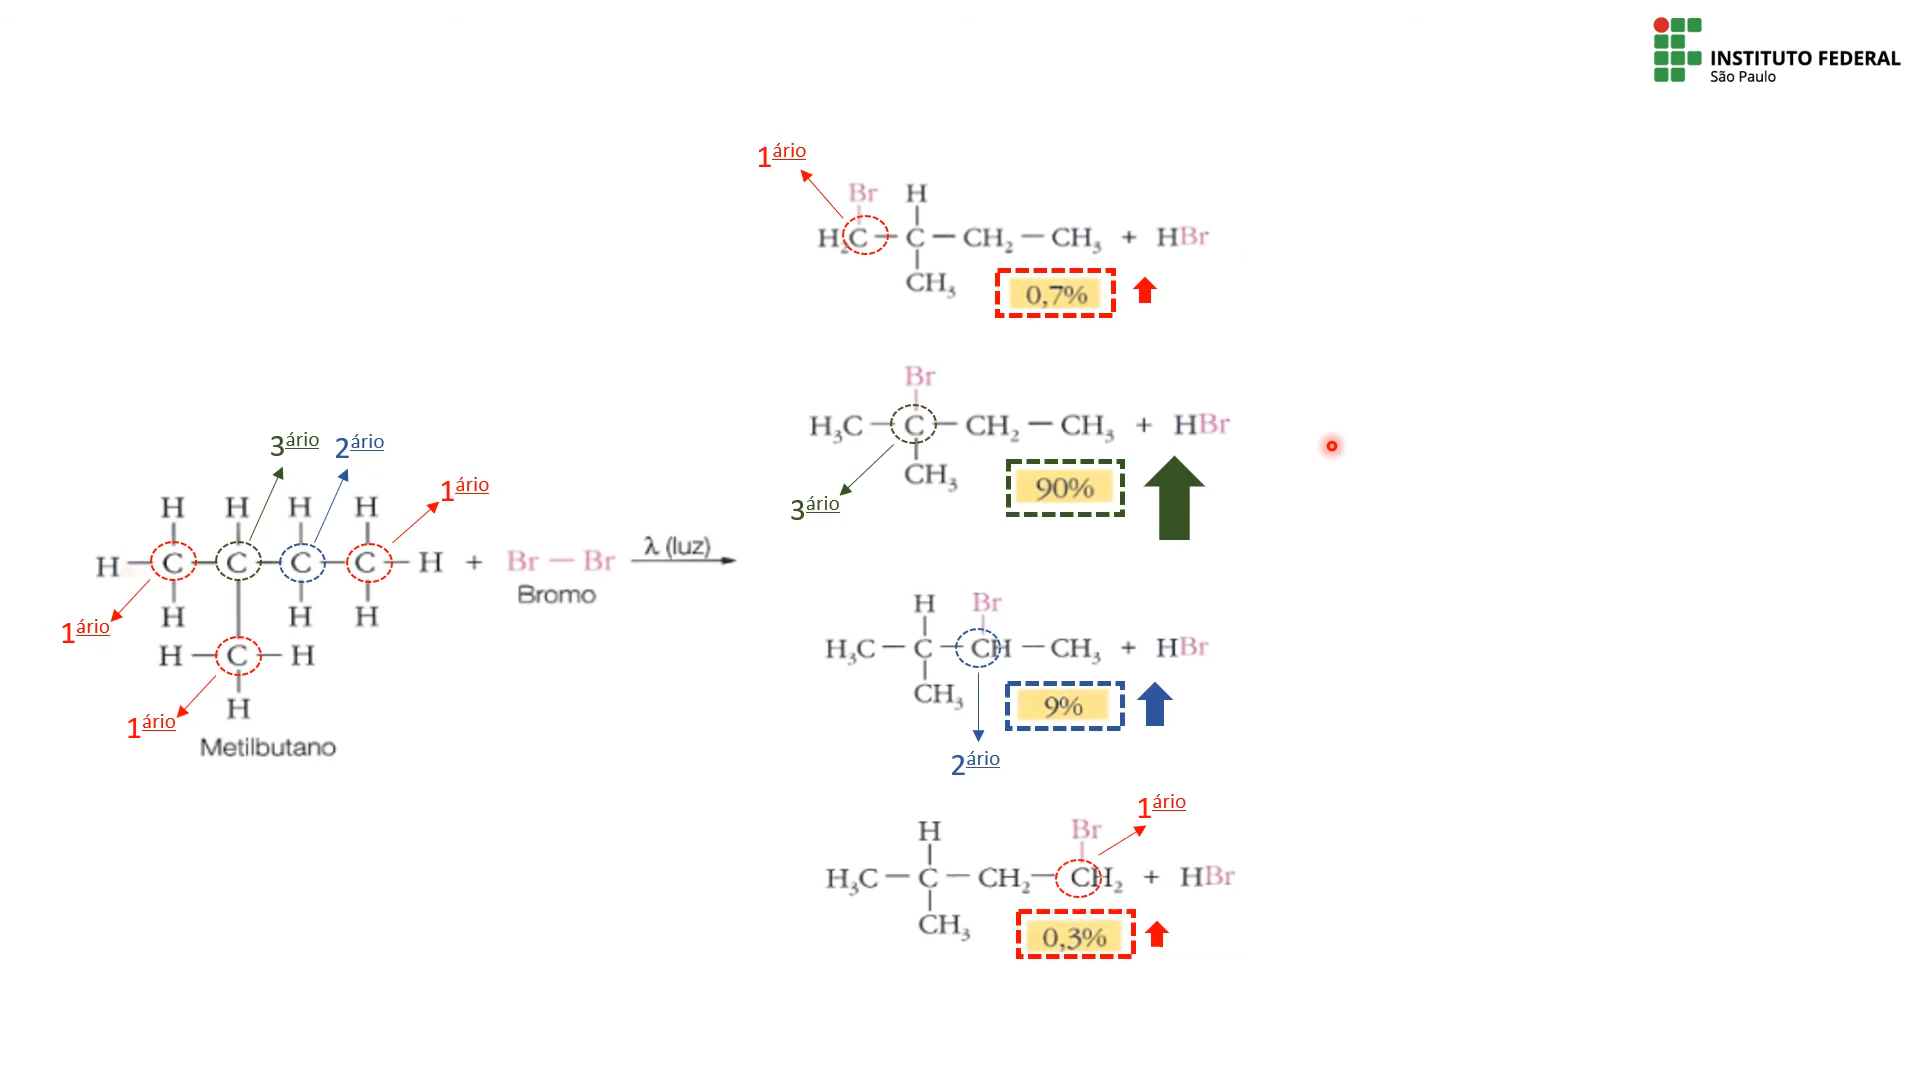 INSTITUTO FEDERAL
São Paulo
1ário
Br H
H₂C — C — CH₂ — CH₃ + HBr
CH₃
0,7%
Br
H₃C — C — CH₂ — CH₃ + HBr
CH₃
90%
3ário
3ário 2ário
1ário
H H H H
H — C — C — C — C — H + Br — Br λ (luz)
Bromo
H H H
1ário
H — C — H
H
1ário
Metilbutano
H Br
H₃C — C — CH — CH₃ + HBr
CH₃
9%
2ário
1ário
H Br
H₃C — C — CH₂ — CH₂ + HBr
CH₃
0,3%